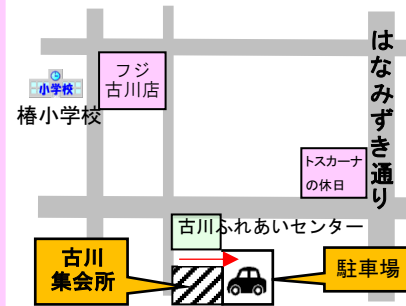 フジ
古川店
小学校
椿小学校
はなみずき通り
トスカーナ
の休日
古川ふれあいセンター
古川
集会所
駐車場